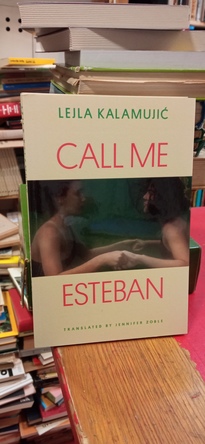 LEJLA KALAMUJIĆ
CALL ME
ESTEBAN
TRANSLATED BY JENNIFER ZOBLE